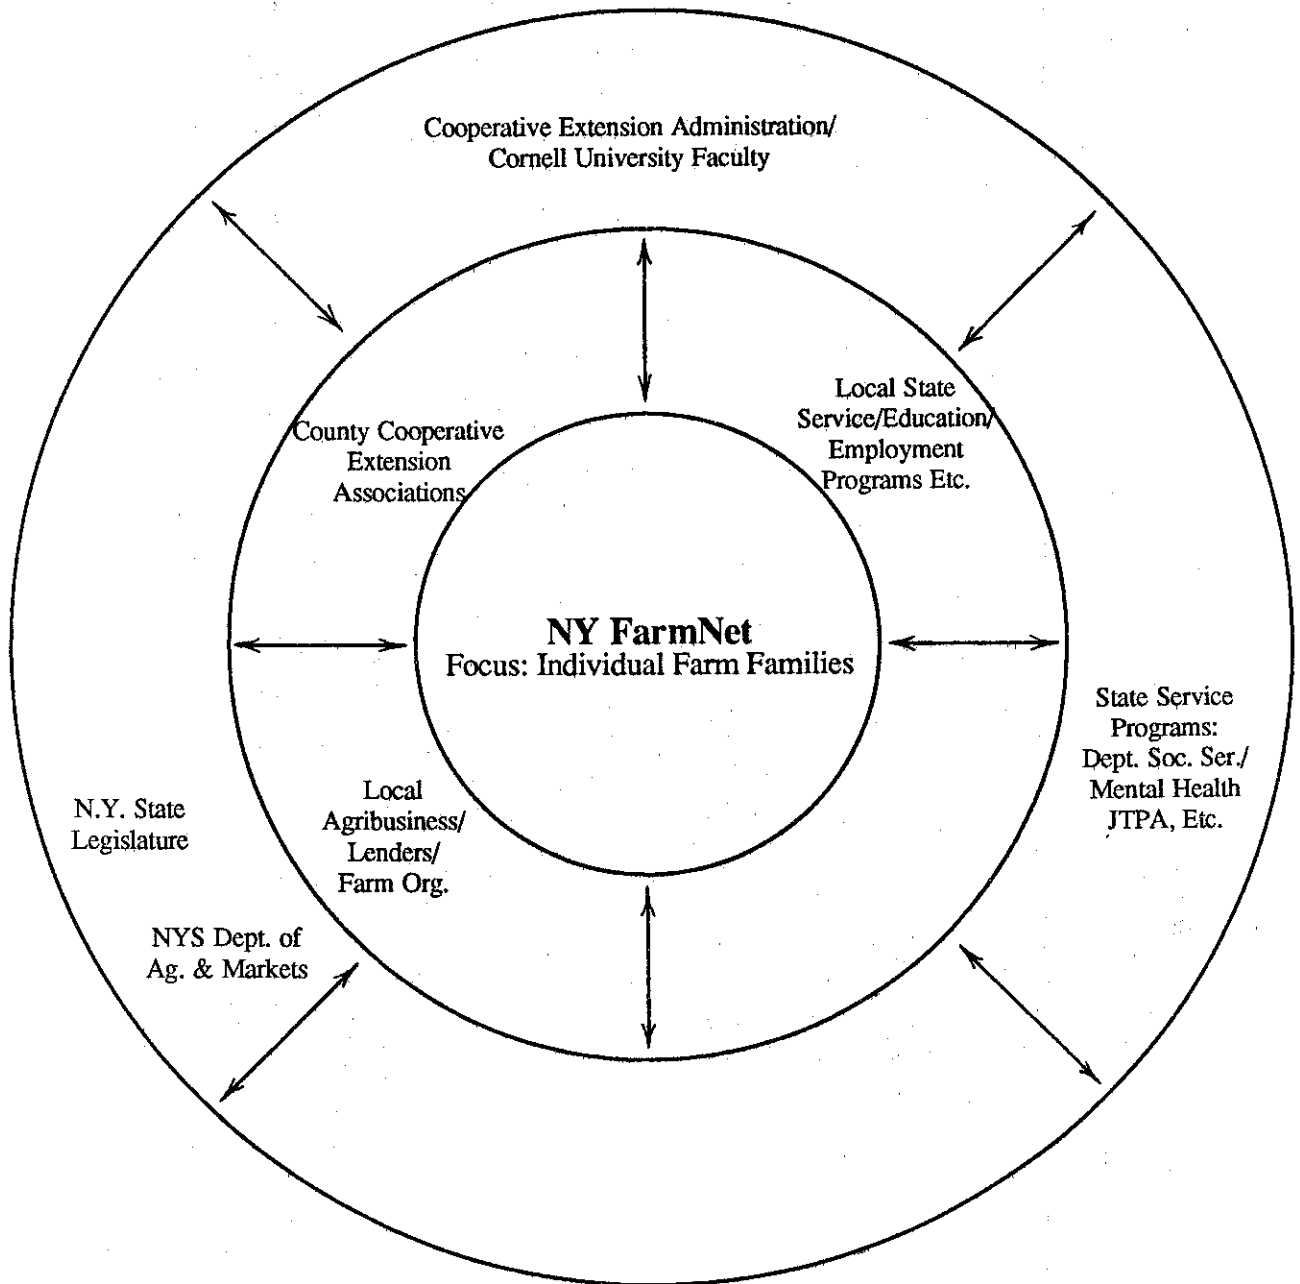 Cooperative Extension Administration/
Cornell University Faculty
County Cooperative
Extension
Associations
Local State
Service/Education/
Employment
Programs Etc.
NY FarmNet
Focus: Individual Farm Families
State Service
Programs:
Dept. Soc. Ser./
Mental Health
JTPA, Etc.
Local
Agribusiness/
Lenders/
Farm Org.
N.Y. State
Legislature
NYS Dept. of
Ag. & Markets